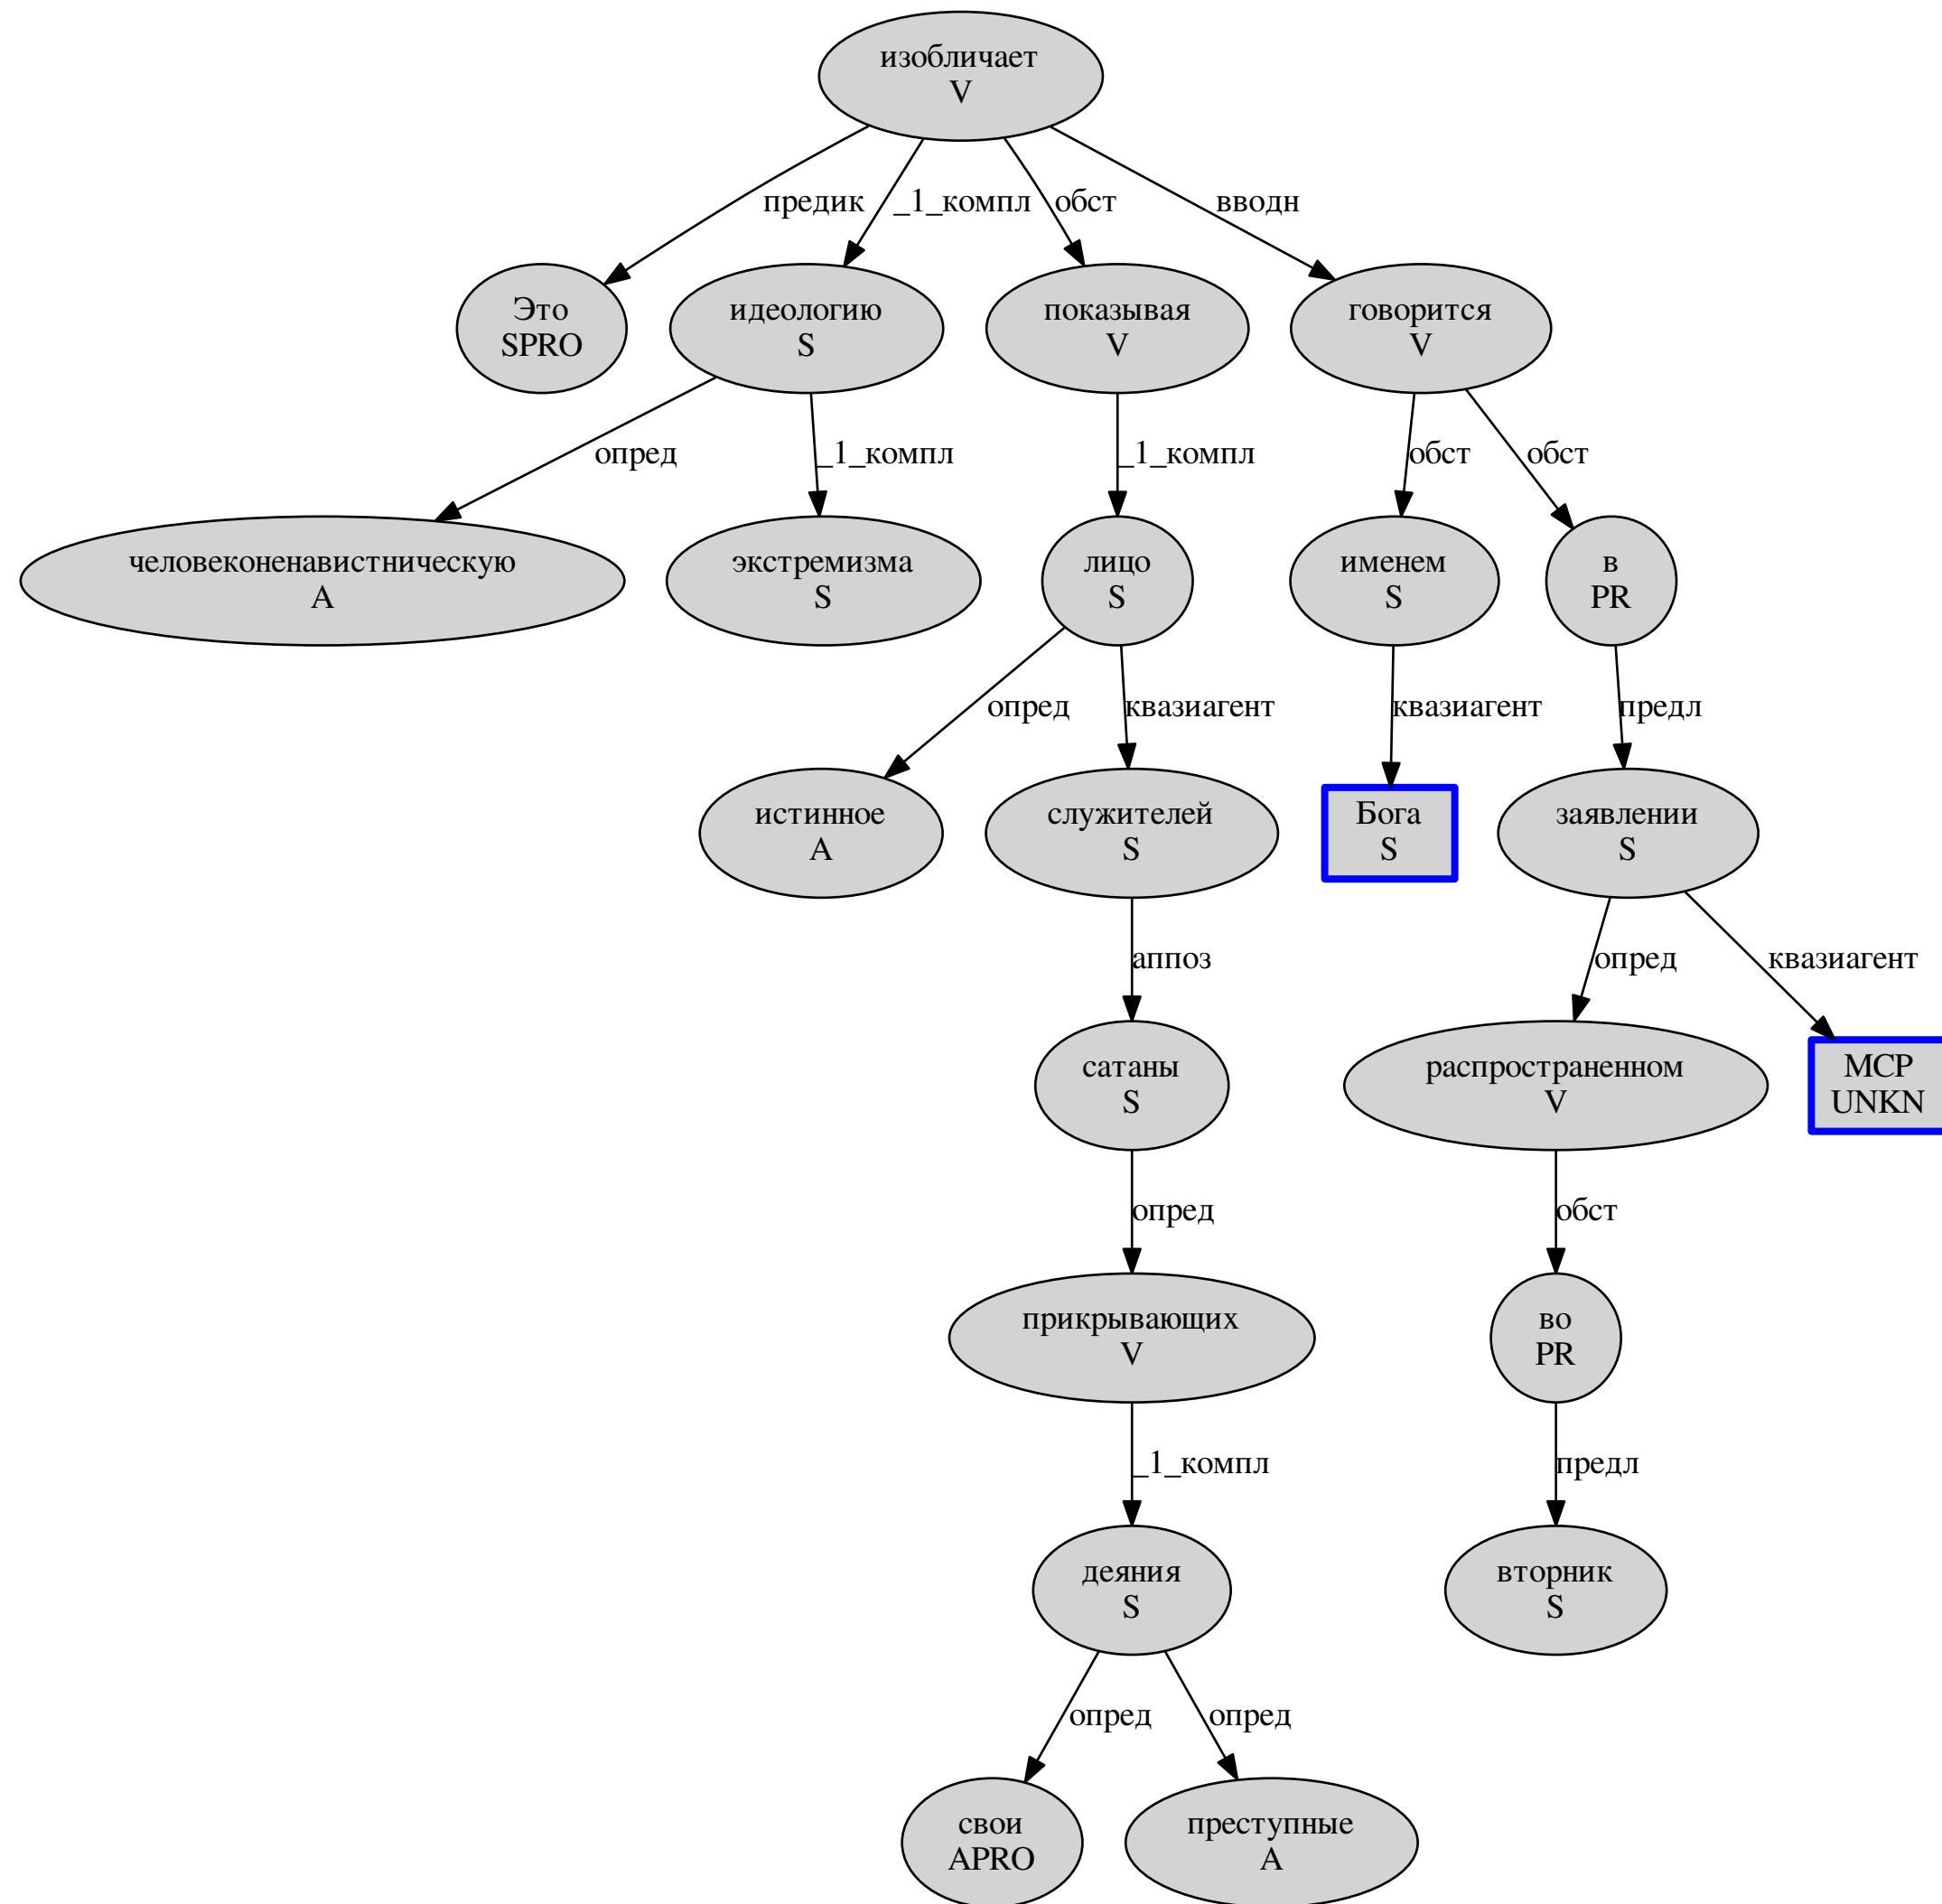 изобличает
V
предик
_1_компл
обст
вводн
Это
SPRO
идеологию
S
показывая
V
говорится
V
опред
_1_компл
_1_компл
обст
обст
человеконенавистническую
A
экстремизма
S
лицо
S
именем
S
в
PR
опред
квазиагент
квазиагент
предл
истинное
A
служителей
S
Бога
S
заявлении
S
аппоз
опред
квазиагент
сатаны
S
распространенном
V
МСР
UNKN
опред
обст
прикрывающих
V
во
PR
_1_компл
предл
деяния
S
вторник
S
опред
опред
свои
APRO
преступные
A